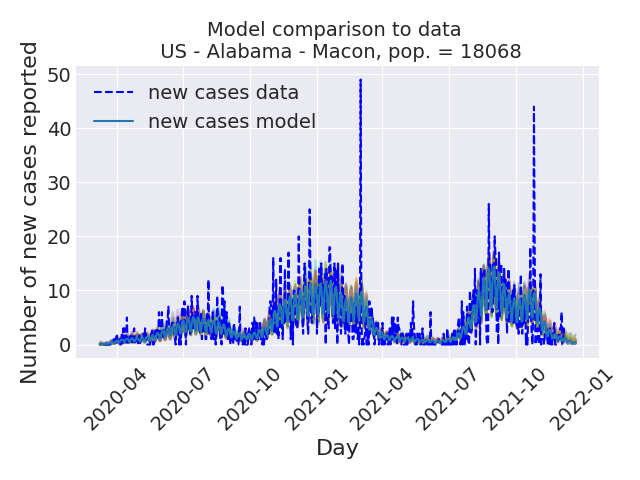 Model comparison to data
US - Alabama - Macon, pop. = 18068
Number of new cases reported
50
40
30
20
10
0
new cases data
new cases model
2020-04
2020-07
2020-10
2021-01
2021-04
2021-07
2021-10
2022-01
Day